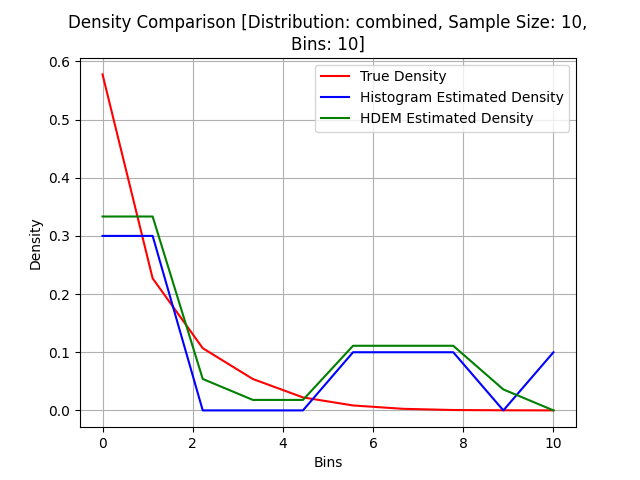 Density Comparison [Distribution: combined, Sample Size: 10,
Bins: 10]
True Density
Histogram Estimated Density
HDEM Estimated Density
Density
0.6
0.5
0.4
0.3
0.2
0.1
0.0
0 2 4 6 8 10
Bins